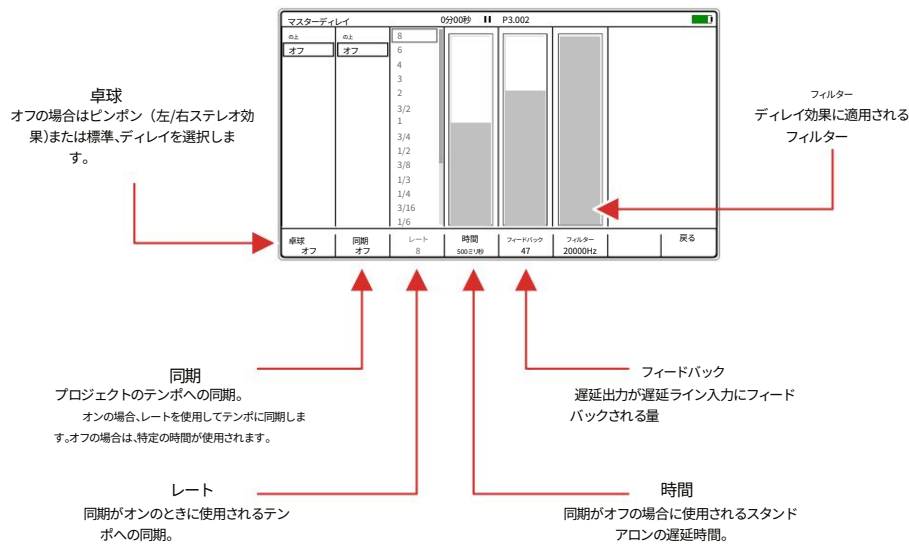 マスターディレイ 0分00秒 P3.002
の上 の上 8
オフ オフ 6
4
3
2
3/2
1
3/4
1/2
3/8
1/3
1/4
3/16
1/6
卓球 同期 レート 時間 フィードバック フィルター 戻る
オフ オフ 8 500ミリ秒 47 20000Hz
卓球
オフの場合はピンポン（左/右ステレオ効
果)または標準、ディレイを選択しま
す。
フィルター
ディレイ効果に適用される
フィルター
同期
プロジェクトのテンポへの同期。
オンの場合、レートを使用してテンポに同期しま
す。オフの場合は、特定の時間が使用されます。
フィードバック
遅延出力が遅延ライン入力にフィード
バックされる量
レート
同期がオンのときに使用されるテン
ポへの同期。
時間
同期がオフの場合に使用されるスタンド
アロンの遅延時間。